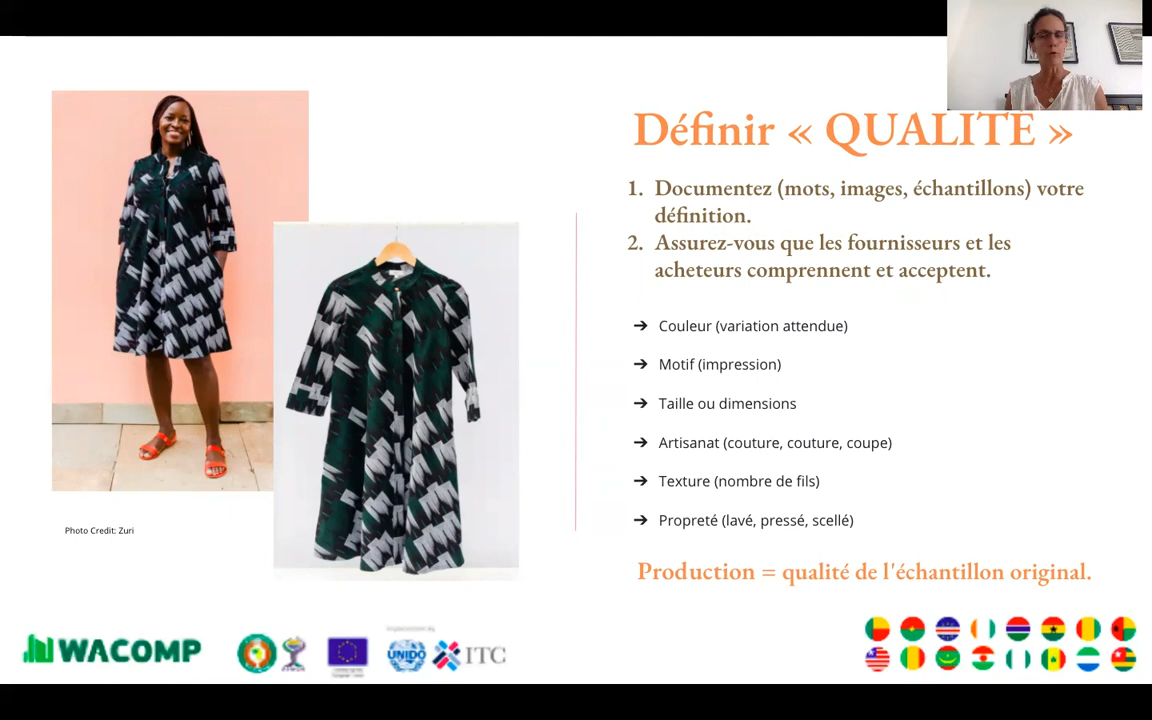 Définir « QUALITÉ »
1. Documentez (mots, images, échantillons) votre
définition.
2. Assurez-vous que les fournisseurs et les
acheteurs comprennent et acceptent.
➔ Couleur (variation attendue)
➔ Motif (impression)
➔ Taille ou dimensions
➔ Artisanat (couture, couture, coupe)
➔ Texture (nombre de fils)
➔ Propreté (lavé, pressé, scellé)
Photo Credit: Zuri
Production = qualité de l'échantillon original.
WACOMP
UNIDO
ITC